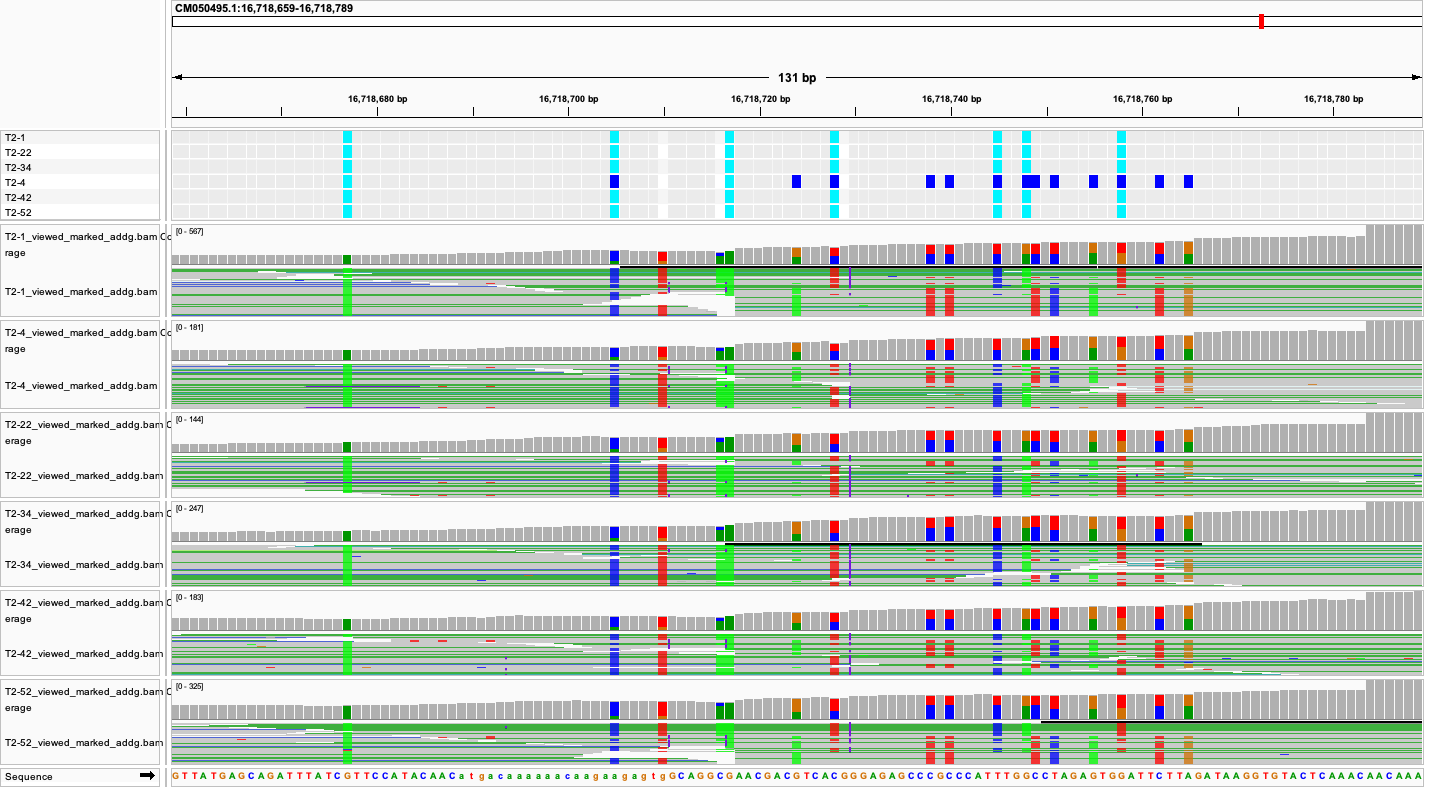 CM050495.1:16,718,659-16,718,789
131 bp
16,718,680 bp 16,718,700 bp 16,718,720 bp 16,718,740 bp 16,718,760 bp 16,718,780 bp
T2-1
T2-22
T2-34
T2-4
T2-42
T2-52
T2-1_viewed_marked_addg.bam Co
rage
[0 - 567]
T2-1_viewed_marked_addg.bam
T2-4_viewed_marked_addg.bam Co
rage
[0 - 181]
T2-4_viewed_marked_addg.bam
T2-22_viewed_marked_addg.bam C
erage
[0 - 144]
T2-22_viewed_marked_addg.bam
T2-34_viewed_marked_addg.bam C
erage
[0 - 247]
T2-34_viewed_marked_addg.bam
T2-42_viewed_marked_addg.bam C
erage
[0 - 183]
T2-42_viewed_marked_addg.bam
T2-52_viewed_marked_addg.bam C
erage
[0 - 325]
T2-52_viewed_marked_addg.bam
Sequence
G T T A T G A G C A G A T T T A T C G T T C C A T A C A A C A t g a c a a a a a a c a a g a a g a g t g G C A G G C G A A C G A C G T C A C G G G A G A G C C C G C C C A T T T G G C C T A G A G T G G A T T C T T A G A T A A G G T G T A C T C A A A C A A C A A A